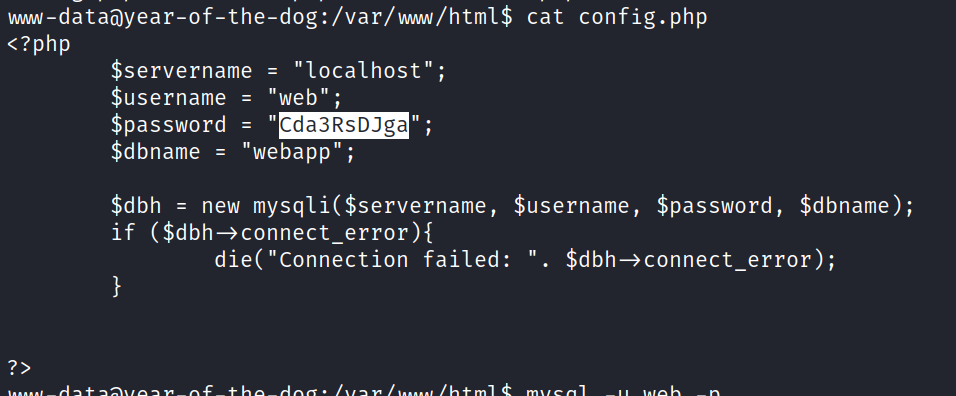 www-data@year-of-the-dog:/var/www/html$ cat config.php
<?php
        $servername = "localhost";
        $username = "web";
        $password = "Cda3RsDJga";
        $dbname = "webapp";

        $dbh = new mysqli($servername, $username, $password, $dbname);
        if ($dbh->connect_error){
                die("Connection failed: ". $dbh->connect_error);
        }


?>
www-data@year-of-the-dog:/var/www/html$ mysql -u web -p